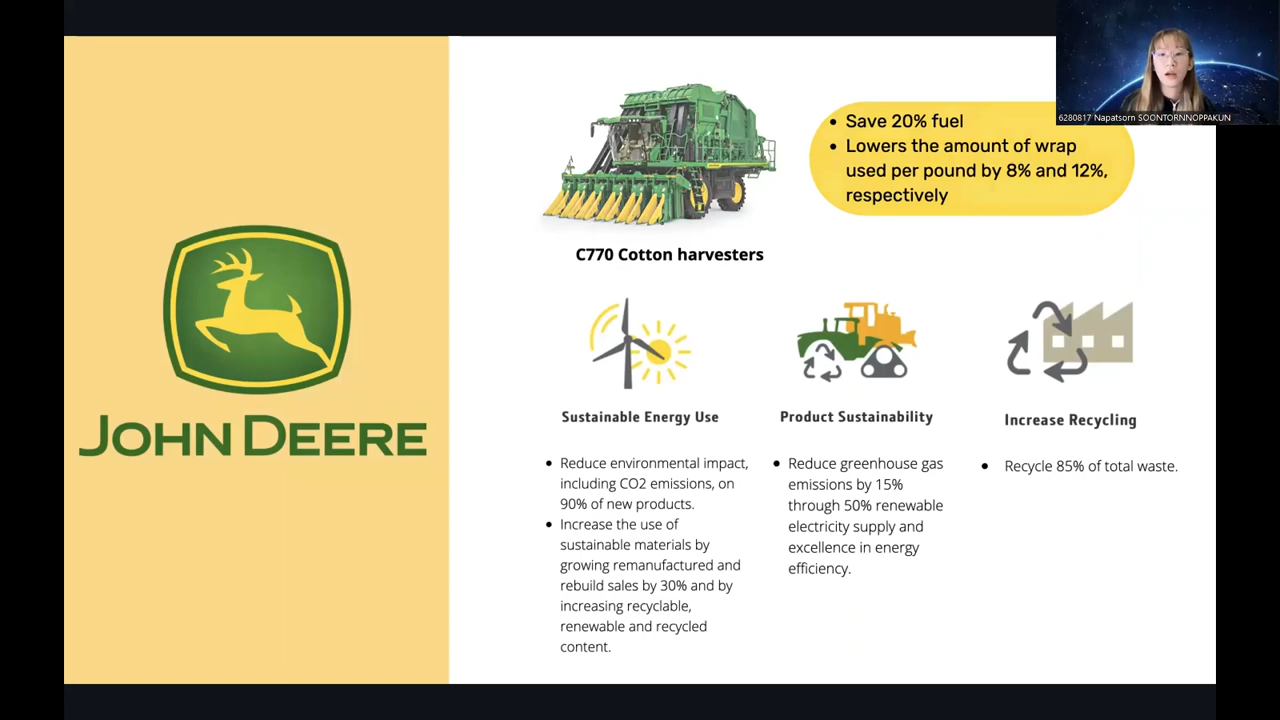 6280817 Napatsorn SOONTORNNOPPAKUN
Save 20% fuel
Lowers the amount of wrap
used per pound by 8% and 12%,
respectively
C770 Cotton harvesters
JOHN DEERE
Sustainable Energy Use
Reduce environmental impact,
including CO2 emissions, on
90% of new products.
Increase the use of
sustainable materials by
growing remanufactured and
rebuild sales by 30% and by
increasing recyclable,
renewable and recycled
content.
Product Sustainability
Reduce greenhouse gas
emissions by 15%
through 50% renewable
electricity supply and
excellence in energy
efficiency.
Increase Recycling
Recycle 85% of total waste.